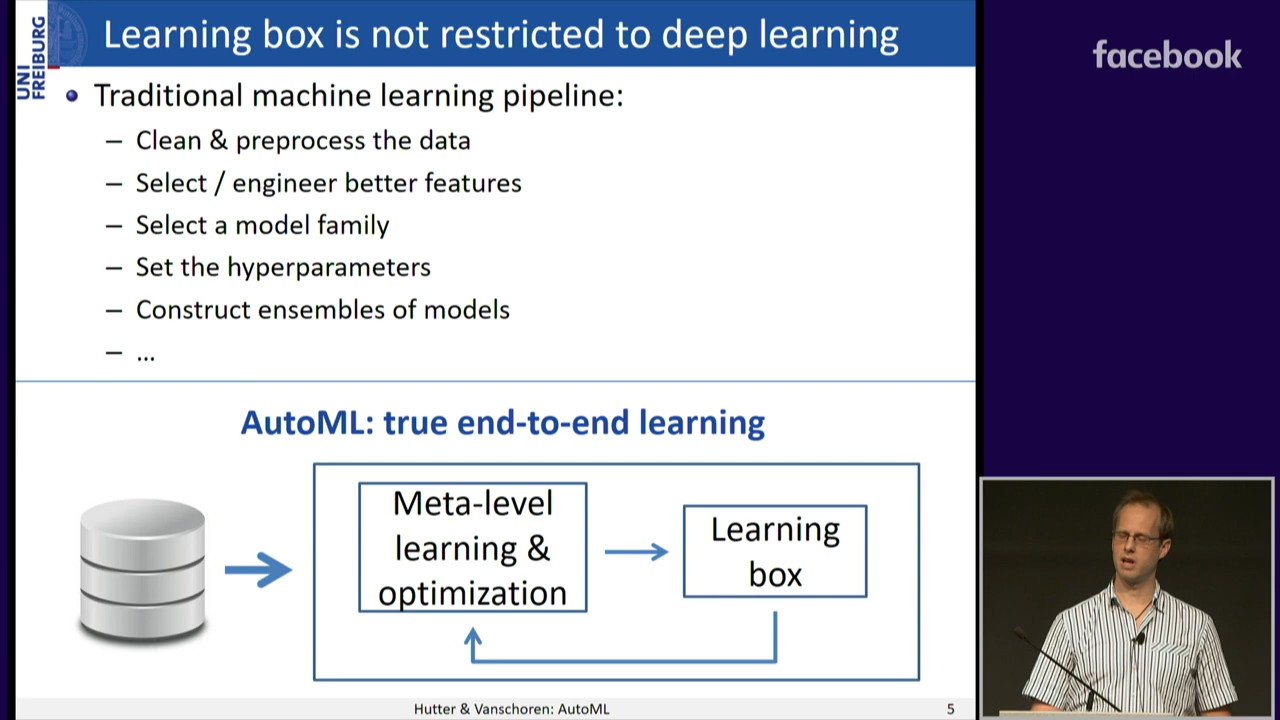 UNI
FREIBURG
Learning box is not restricted to deep learning
facebook
Traditional machine learning pipeline:
– Clean & preprocess the data
– Select / engineer better features
– Select a model family
– Set the hyperparameters
– Construct ensembles of models
– ...
AutoML: true end-to-end learning
Meta-level
learning &
optimization
Learning
box
Hutter & Vanschoren: AutoML
5